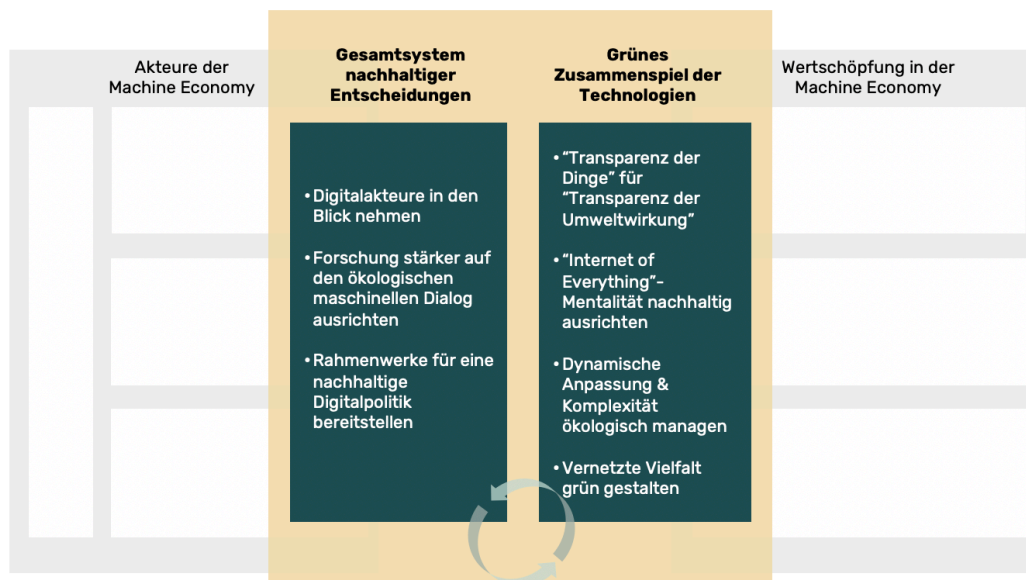 Akteure der
Machine Economy
Gesamtsystem
nachhaltiger
Entscheidungen
Grünes
Zusammenspiel der
Technologien
Wertschöpfung in der
Machine Economy
• Digitalakteure in den
Blick nehmen
• Forschung stärker auf
den ökologischen
maschinellen Dialog
ausrichten
• Rahmenwerke für eine
nachhaltige
Digitalpolitik
bereitstellen
• “Transparenz der
Dinge” für
“Transparenz der
Umweltwirkung”
• “Internet of
Everything”-
Mentalität nachhaltig
ausrichten
• Dynamische
Anpassung &
Komplexität
ökologisch managen
• Vernetzte Vielfalt
grün gestalten